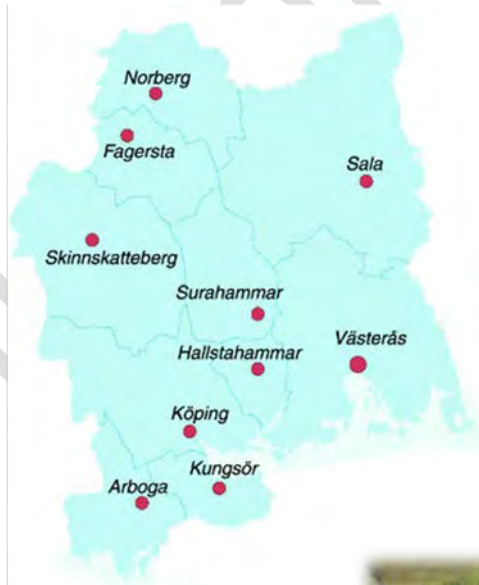 Norberg
Fagersta
Sala
Skinnskatteberg
Surahammar
Västerås
Hallstahammar
Köping
Kungsör
Arboga